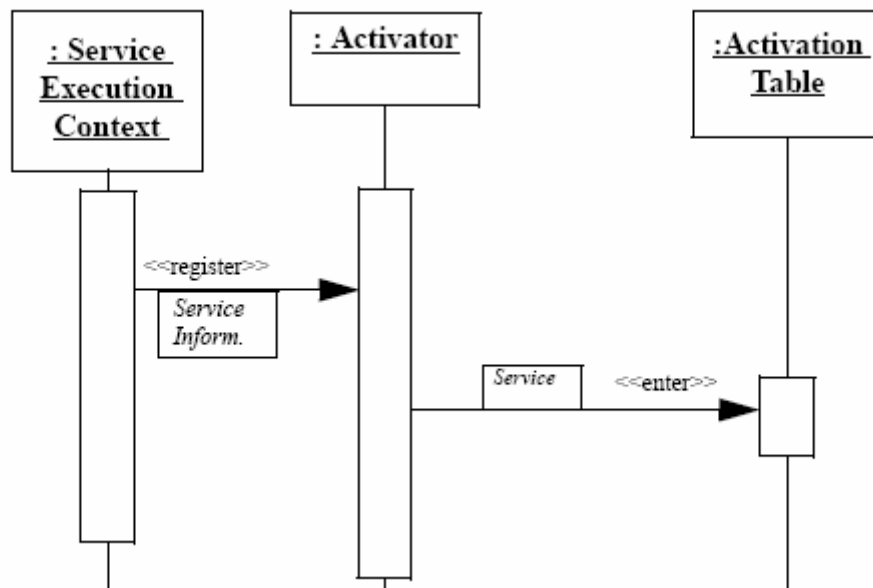 : Service
Execution
Context
: Activator
:Activation
Table
<<register>>
Service
Inform.
Service
<<enter>>